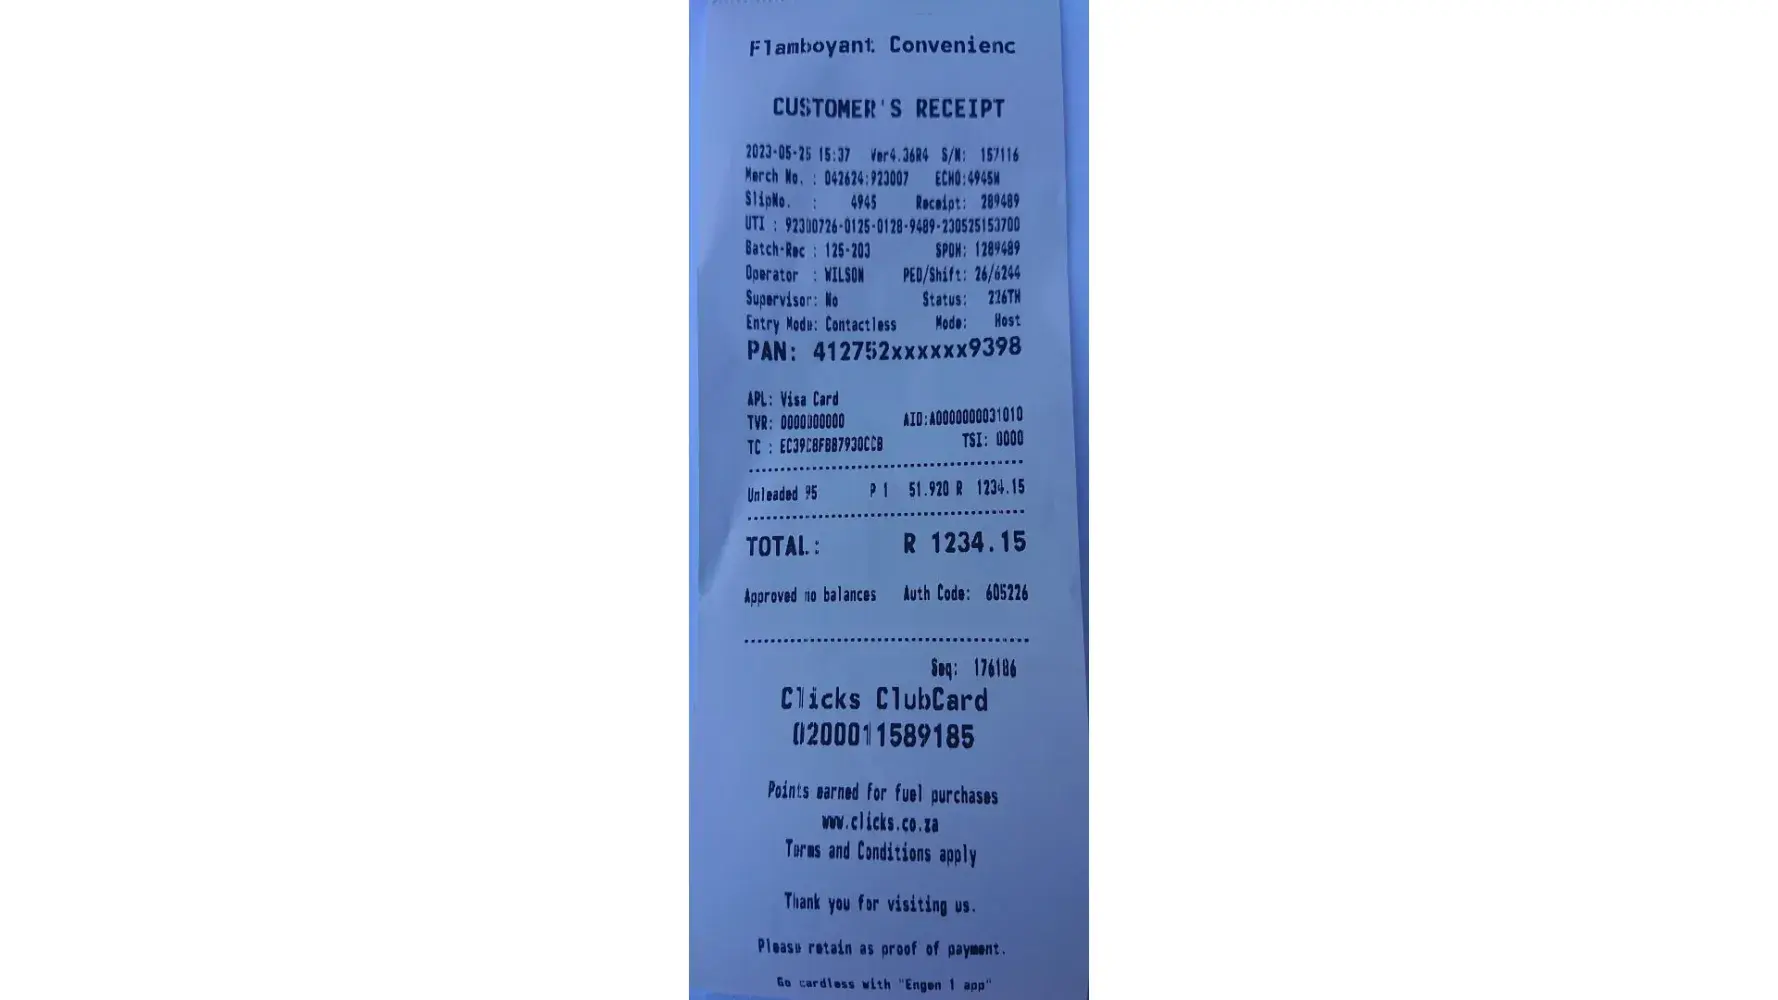 Flamboyant Convenienc
CUSTOMER'S RECEIPT
2023-05-25 15:37 Ver4.36R4 S/N: 157116
Merch No. : 042624:923007 ECHO:4945N
SlipNo. : 4945 Receipt: 289489
UTI : 92300726-0125-0128-9489-230525153700
Batch-Rec : 125-203 SPDH: 1289489
Operator : WILSON PED/Shift: 26/6244
Supervisor: No Status: 226TN
Entry Mode: Contactless Mode: Host
PAN: 412752xxxxxx9398
APL: Visa Card
TVR: 0000000000 AID:A0000000031010
TC : EC39C8FBB7930CCB TSI: 0000
Unleaded 95 P 1 51.920 R 1234.15
TOTAL: R 1234.15
Approved no balances Auth Code: 605226
Seq: 176186
Clicks ClubCard
0200011589185
Points earned for fuel purchases
www.clicks.co.za
Terms and Conditions apply
Thank you for visiting us.
Please retain as proof of payment.
Go cardless with "Engen 1 app"